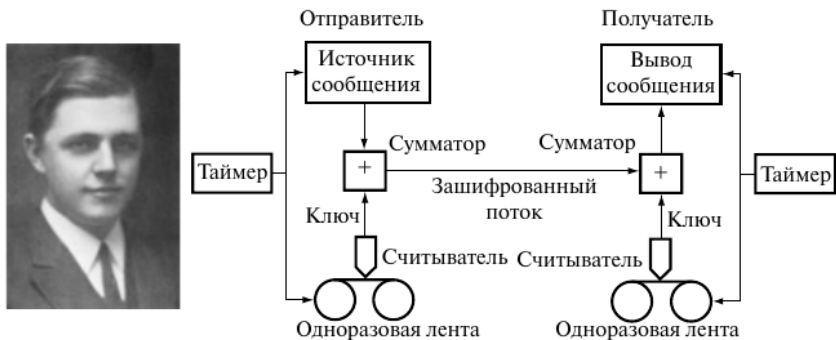 Отправитель
Получатель
Источник
сообщения
Вывод
сообщения
Сумматор
Сумматор
Таймер
+
+
Таймер
Зашифрованный
поток
Ключ
Ключ
Считыватель
Считыватель
Одноразовая лента
Одноразовая лента